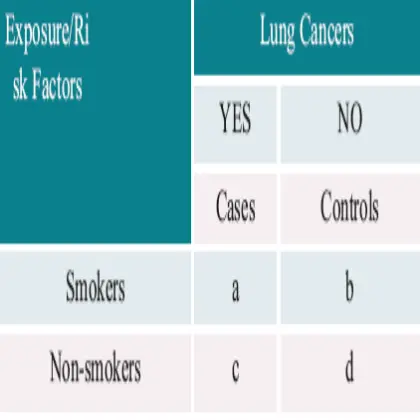 Exposure/Ri
sk Factors
Lung Cancers
YES NO
Cases Controls
Smokers a b
Non-smokers c d